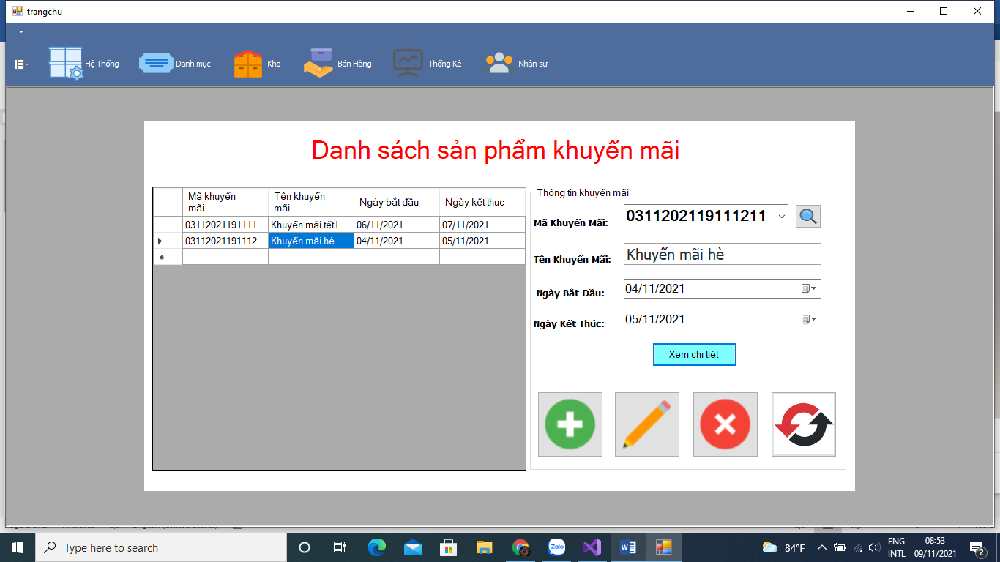 trangchu
Hệ Thống
Danh mục
Kho
Bán Hàng
Thống Kê
Nhân sự
Danh sách sản phẩm khuyến mãi
Mã khuyến mãi
Tên khuyến mãi
Ngày bắt đầu
Ngày kết thuc
03112021191111...
Khuyến mãi tết1
06/11/2021
07/11/2021
03112021191112...
Khuyến mãi hè
04/11/2021
05/11/2021
Thông tin khuyến mãi
Mã Khuyến Mãi:
0311202119111211
Tên Khuyến Mãi:
Khuyến mãi hè
Ngày Bắt Đầu:
04/11/2021
Ngày Kết Thúc:
05/11/2021
Xem chi tiết
Type here to search
Zalo
84°F
ENG
INTL
08:53
09/11/2021
2